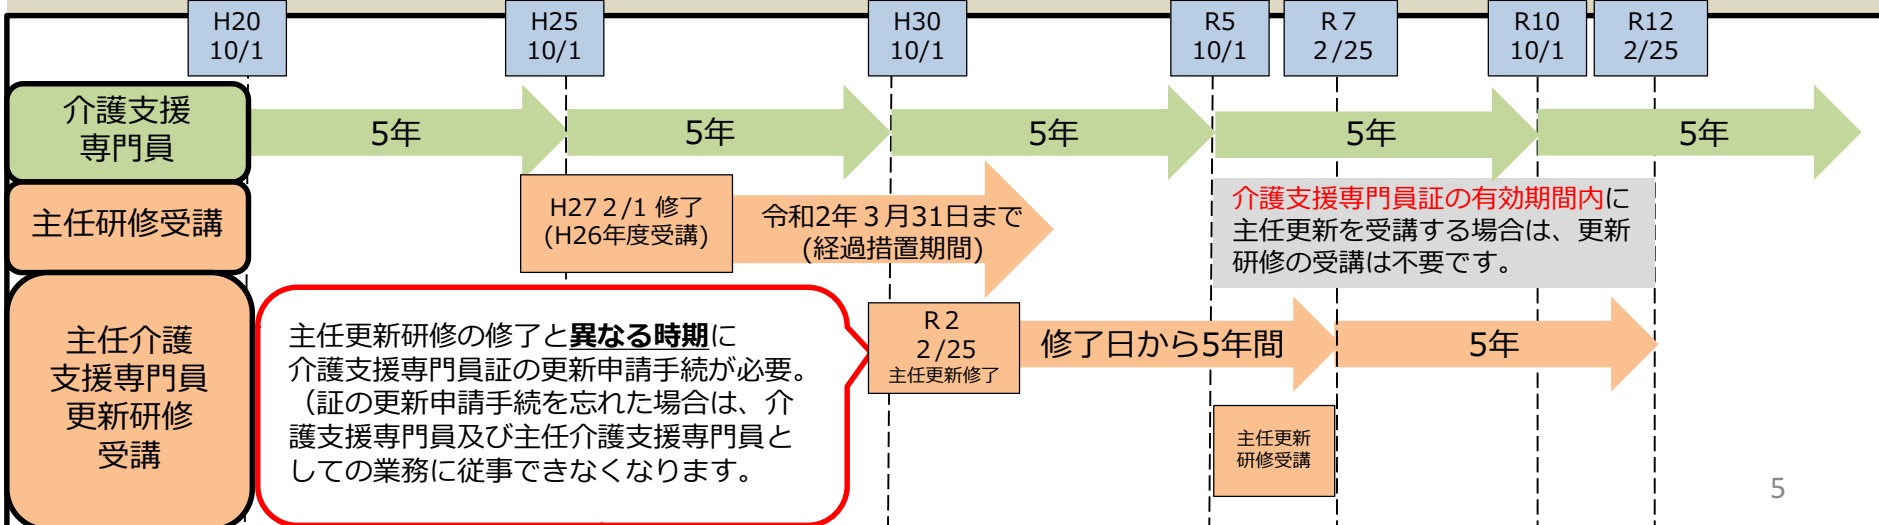 H20
10/1
H25
10/1
H30
10/1
R5
10/1
R７
２/25
R10
10/1
R12
2/25
介護支援
専門員
5年
5年
5年
5年
5年
主任研修受講
H27２/1 修了
(H26年度受講)
令和2年３月31日まで
(経過措置期間)
介護支援専門員証の有効期間内に
主任更新を受講する場合は、更新
研修の受講は不要です。
主任介護
支援専門員
更新研修
受講
主任更新研修の修了と異なる時期に
介護支援専門員証の更新申請手続が必要。
（証の更新申請手続を忘れた場合は、介
護支援専門員及び主任介護支援専門員と
しての業務に従事できなくなります。
R２
２/25
主任更新修了
修了日から5年間
5年
主任更新
研修受講
5